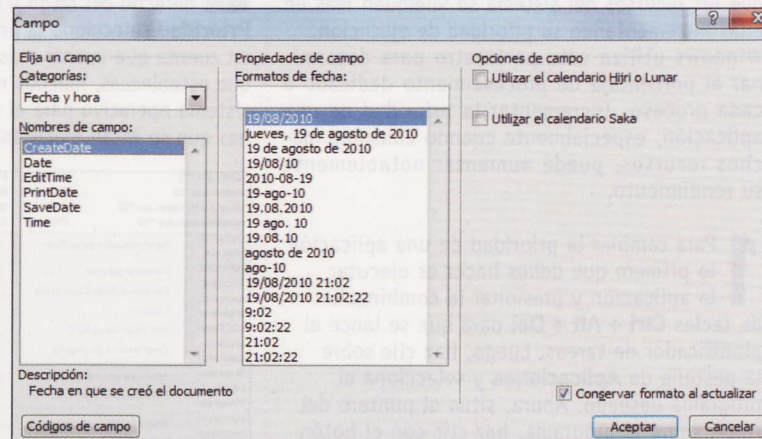 Campo
Elija un campo
Categorías:
Fecha y hora
Nombres de campo:
CreateDate
Date
EditTime
PrintDate
SaveDate
Time
Propiedades de campo
Formatos de fecha:
19/08/2010
jueves, 19 de agosto de 2010
19 de agosto de 2010
19/08/10
2010-08-19
19-ago-10
19.08.2010
19 ago. 10
19.08.10
agosto de 2010
ago-10
19/08/2010 21:02
19/08/2010 21:02:22
9:02
9:02:22
21:02
21:02:22
Opciones de campo
Utilizar el calendario Hijri o Lunar
Utilizar el calendario Saka
Descripción:
Fecha en que se creó el documento
Conservar formato al actualizar
Códigos de campo
Aceptar
Cancelar